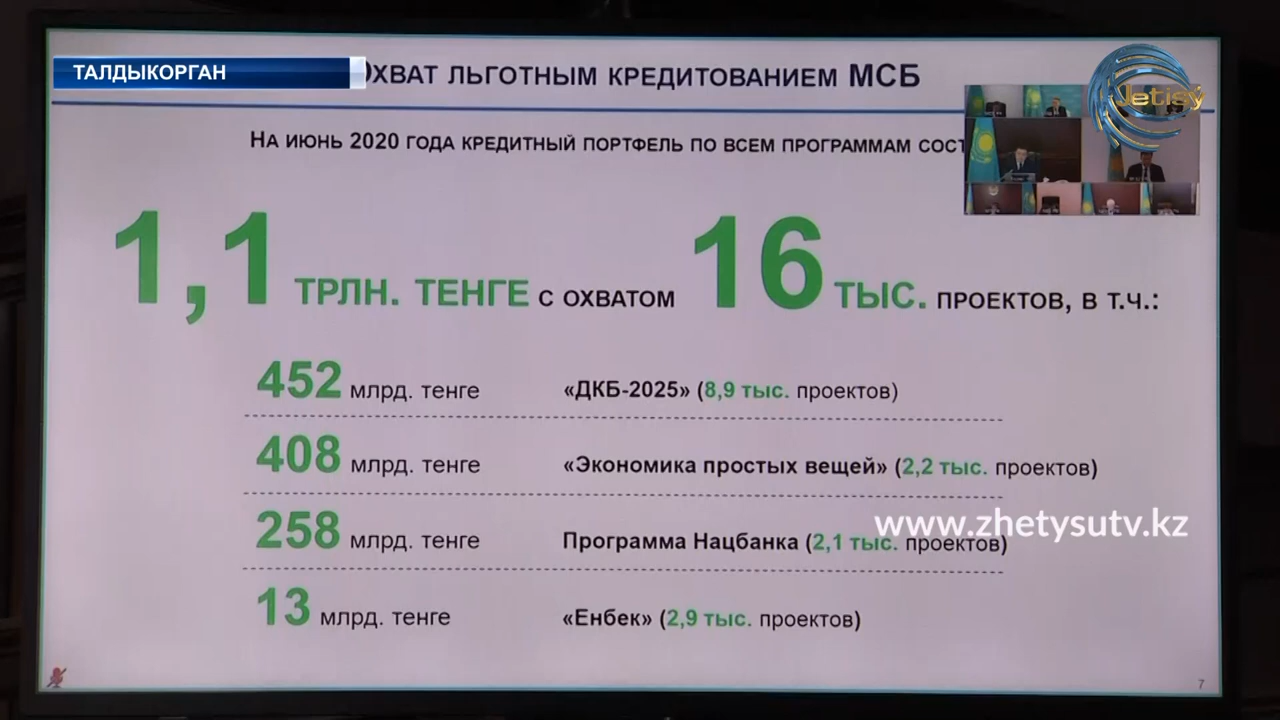 ТАЛДЫКОРГАН
ОХВАТ ЛЬГОТНЫМ КРЕДИТОВАНИЕМ МСБ
Jetisý
НА ИЮНЬ 2020 ГОДА КРЕДИТНЫЙ ПОРТФЕЛЬ ПО ВСЕМ ПРОГРАММАМ
1,1 ТРЛН. ТЕНГЕ С ОХВАТОМ 16 ТЫС. ПРОЕКТОВ, В Т.Ч.:
452 млрд. тенге «ДКБ-2025» (8,9 тыс. проектов)
408 млрд. тенге «Экономика простых вещей» (2,2 тыс. проектов)
www.zhetysutv.kz
258 млрд. тенге Программа Нацбанка (2,1 тыс. проектов)
13 млрд. тенге «Енбек» (2,9 тыс. проектов)
7